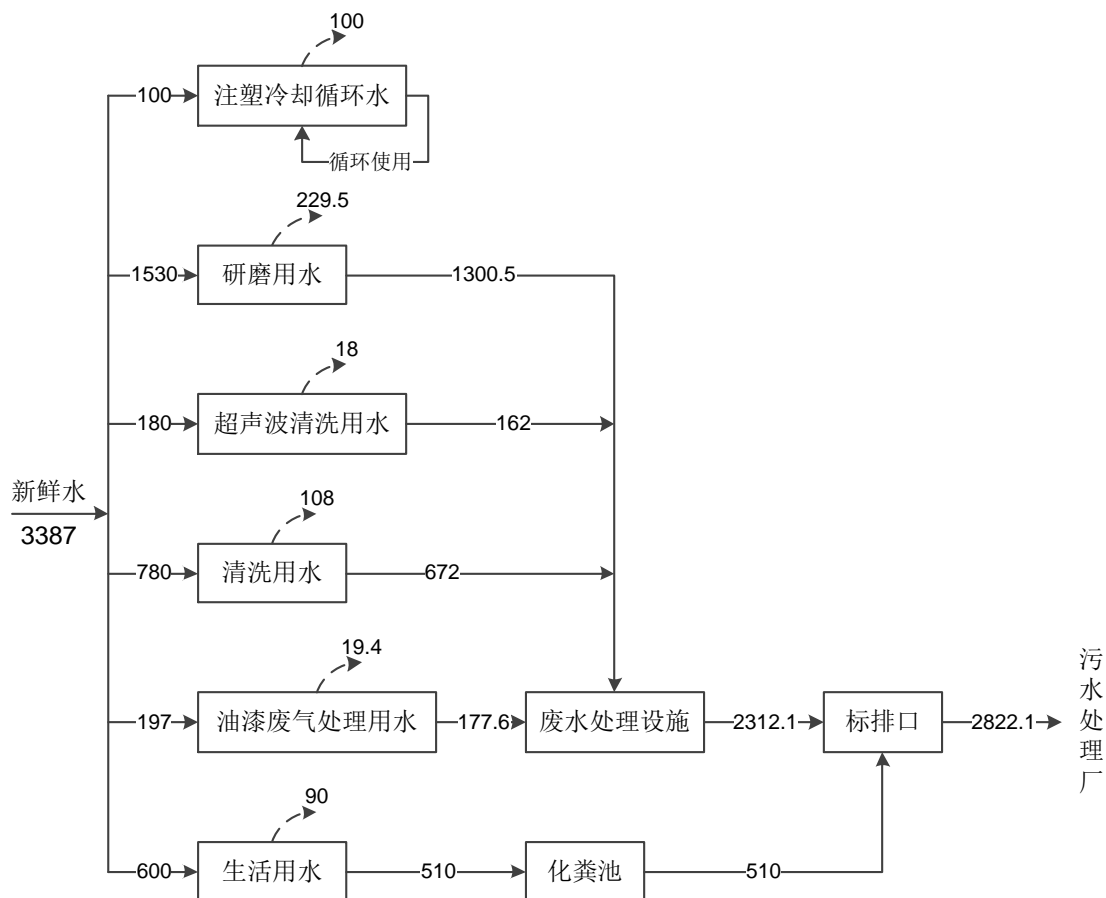 100
100
注塑冷却循环水
循环使用
229.5
1530
研磨用水
1300.5
18
180
超声波清洗用水
162
新鲜水
3387
108
780
清洗用水
672
19.4
197
油漆废气处理用水
177.6
废水处理设施
2312.1
标排口
2822.1
污水处理厂
90
600
生活用水
510
化粪池
510